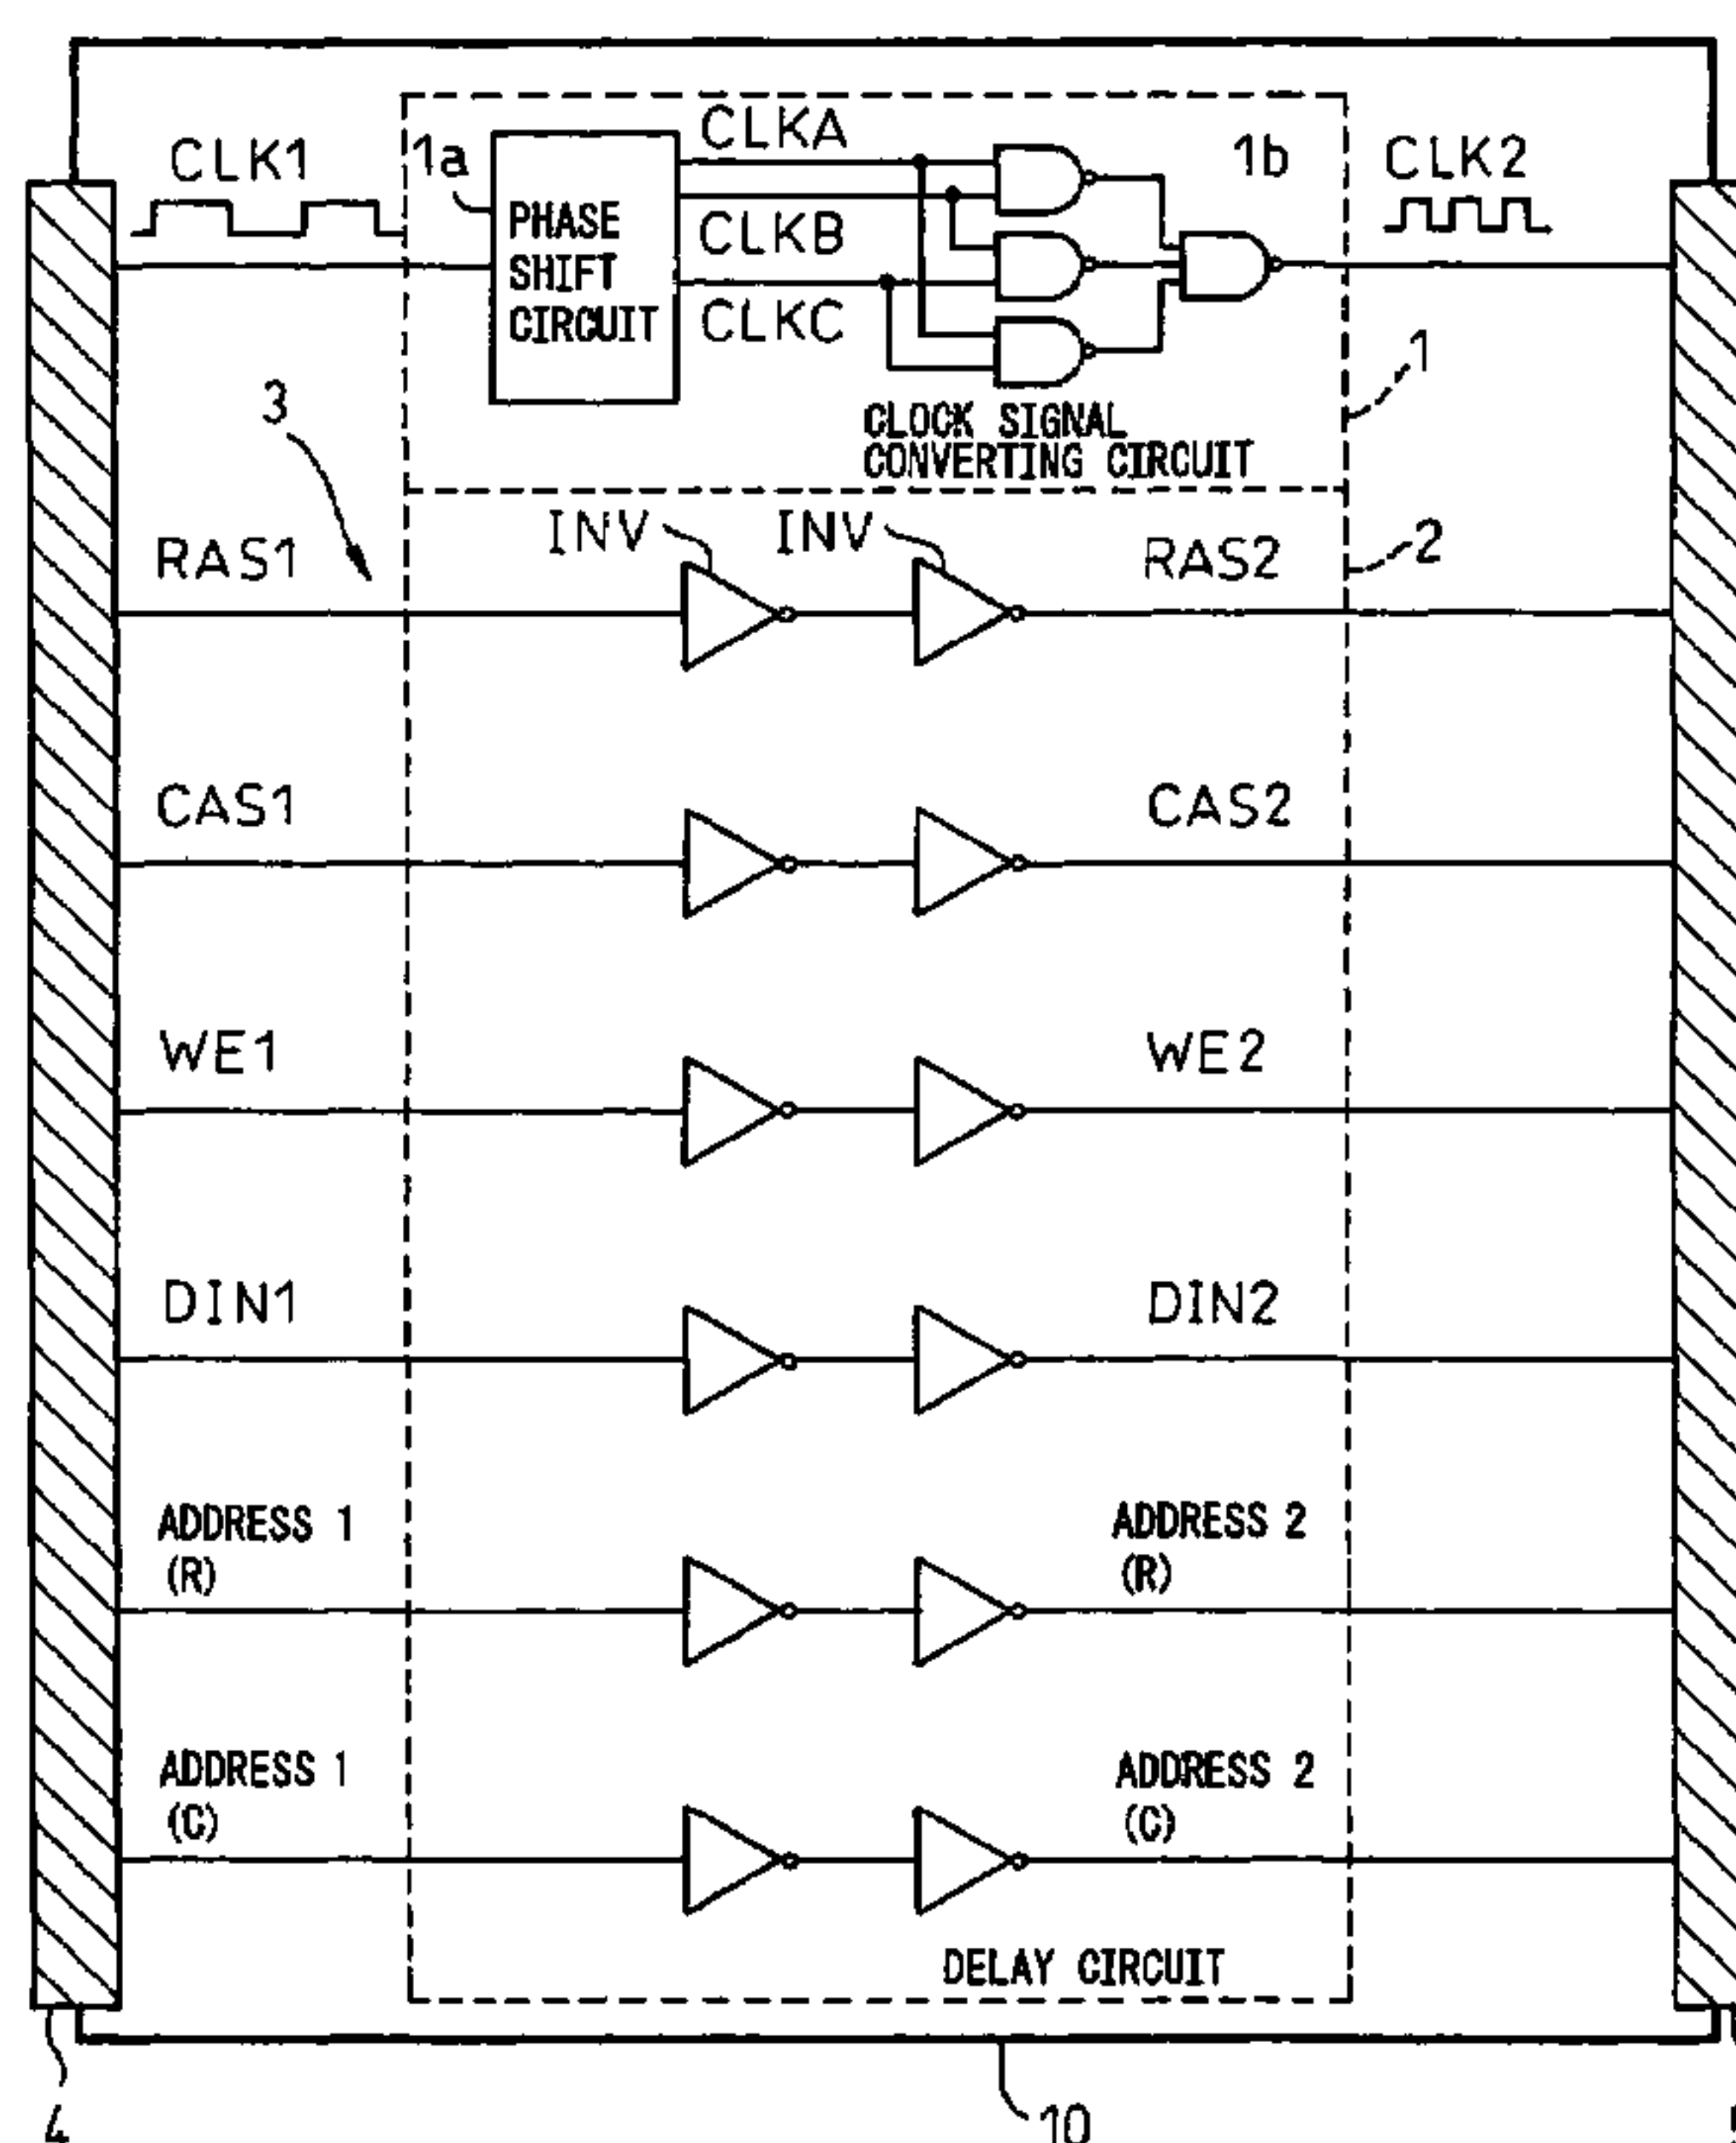 CLK1
1a
CLKA
1b
CLK2
PHASE
SHIFT
CIRCUIT
CLKB
CLKC
1
3
CLOCK SIGNAL
CONVERTING CIRCUIT
INV
INV
2
RAS1
RAS2
CAS1
CAS2
WE1
WE2
DIN1
DIN2
ADDRESS 1
(R)
ADDRESS 2
(R)
ADDRESS 1
(C)
ADDRESS 2
(C)
DELAY CIRCUIT
4
10